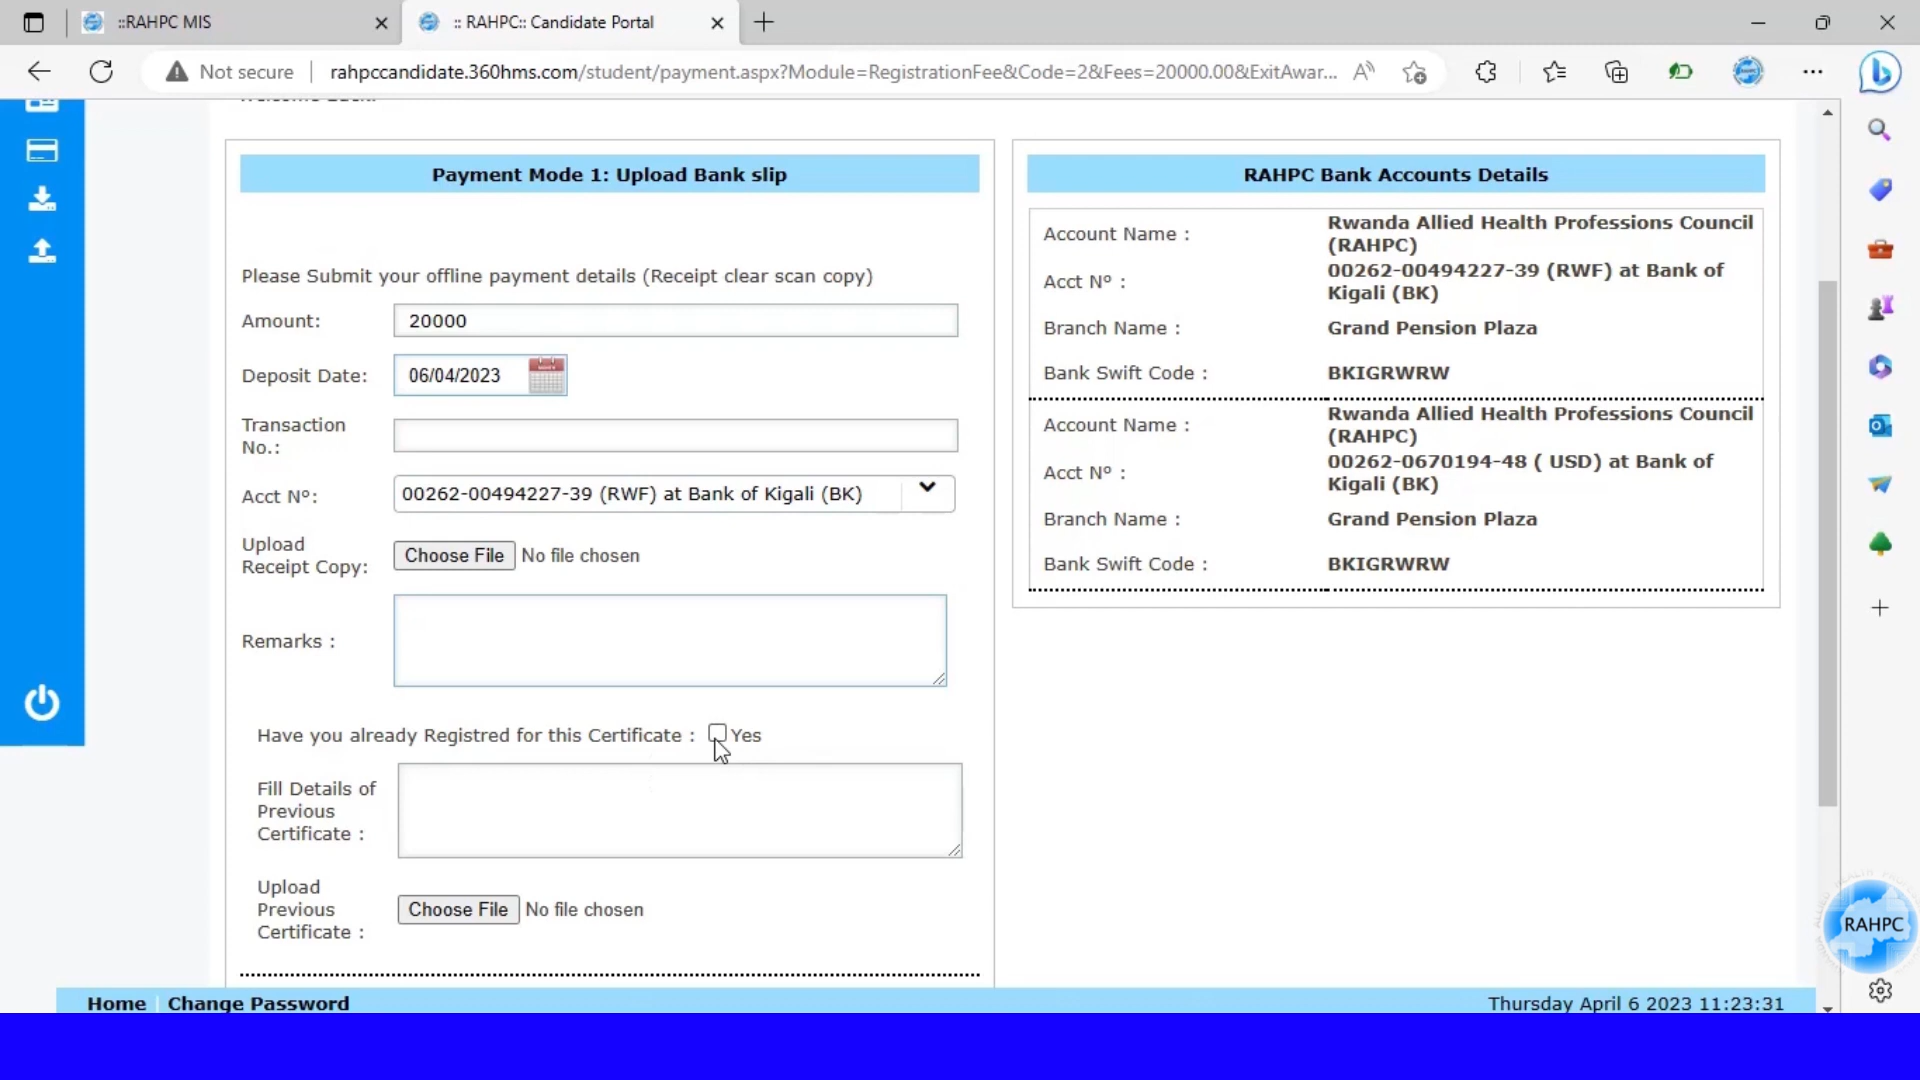 ::RAHPC MIS
:: RAHPC:: Candidate Portal
Not secure
rahpccandidate.360hms.com/student/payment.aspx?Module=RegistrationFee&Code=2&Fees=20000.00&ExitAwar...
Payment Mode 1: Upload Bank slip
Please Submit your offline payment details (Receipt clear scan copy)
Amount:
20000
Deposit Date:
06/04/2023
Transaction
No.:
Acct Nº:
00262-00494227-39 (RWF) at Bank of Kigali (BK)
Upload
Receipt Copy:
Choose File No file chosen
Remarks :
Have you already Registred for this Certificate : Yes
Fill Details of
Previous
Certificate :
Upload
Previous
Certificate :
Choose File No file chosen
RAHPC Bank Accounts Details
Account Name :
Rwanda Allied Health Professions Council
(RAHPC)
Acct Nº :
00262-00494227-39 (RWF) at Bank of
Kigali (BK)
Branch Name :
Grand Pension Plaza
Bank Swift Code :
BKIGRWRW
Account Name :
Rwanda Allied Health Professions Council
(RAHPC)
Acct Nº :
00262-0670194-48 ( USD) at Bank of
Kigali (BK)
Branch Name :
Grand Pension Plaza
Bank Swift Code :
BKIGRWRW
RAHPC
Home Change Password
Thursday April 6 2023 11:23:31